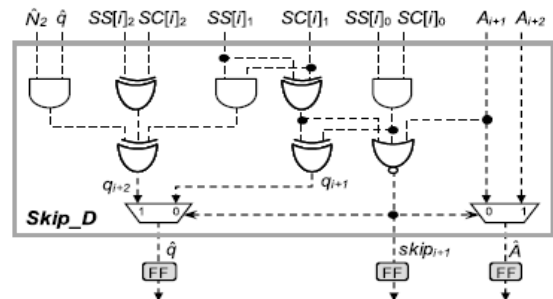 N̂₂ q̂ SS[i]₂ SC[i]₂ SS[i]₁ SC[i]₁ SS[i]₀ SC[i]₀ Aᵢ₊₁ Aᵢ₊₂
qᵢ₊₂ qᵢ₊₁
1 0 0 1
Skip_D
q̂ skipᵢ₊₁ Â
FF FF FF